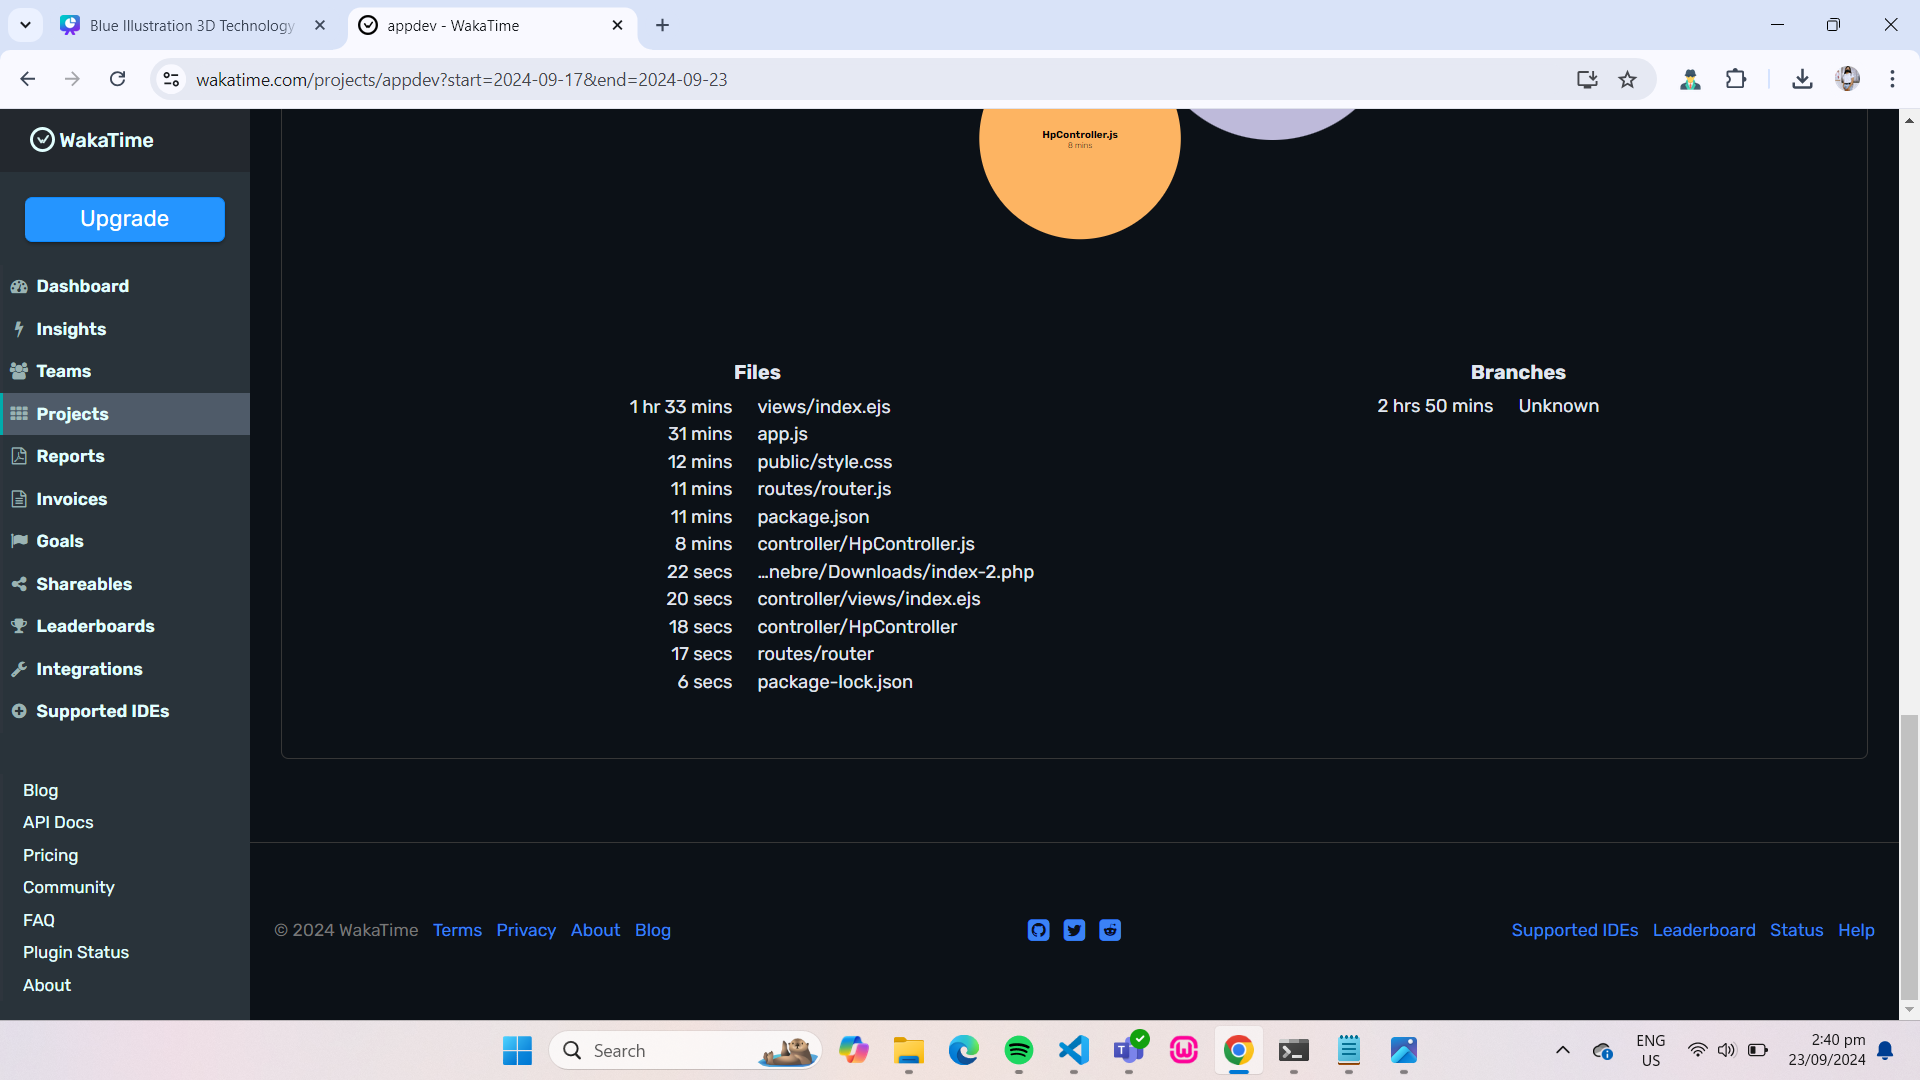 Blue Illustration 3D Technology
appdev - WakaTime
wakatime.com/projects/appdev?start=2024-09-17&end=2024-09-23
WakaTime
Upgrade
Dashboard
Insights
Teams
Projects
Reports
Invoices
Goals
Shareables
Leaderboards
Integrations
Supported IDEs
Blog
API Docs
Pricing
Community
FAQ
Plugin Status
About
HpController.js
8 mins
Files
1 hr 33 mins views/index.ejs
31 mins app.js
12 mins public/style.css
11 mins routes/router.js
11 mins package.json
8 mins controller/HpController.js
22 secs …nebre/Downloads/index-2.php
20 secs controller/views/index.ejs
18 secs controller/HpController
17 secs routes/router
6 secs package-lock.json
Branches
2 hrs 50 mins Unknown
© 2024 WakaTime Terms Privacy About Blog
Supported IDEs Leaderboard Status Help
Search
ENG
US
2:40 pm
23/09/2024